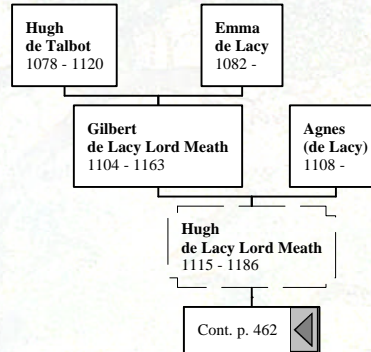 Hugh
de Talbot
1078 - 1120
Emma
de Lacy
1082 -
Gilbert
de Lacy Lord Meath
1104 - 1163
Agnes
(de Lacy)
1108 -
Hugh
de Lacy Lord Meath
1115 - 1186
Cont. p. 462